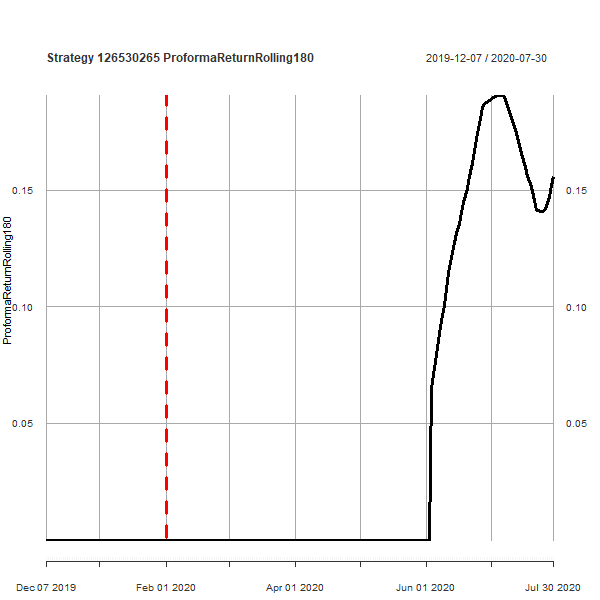 Strategy 126530265 ProformaReturnRolling180
2019-12-07 / 2020-07-30
ProformaReturnRolling180
0.15
0.10
0.05
0.15
0.10
0.05
Dec 07 2019
Feb 01 2020
Apr 01 2020
Jun 01 2020
Jul 30 2020